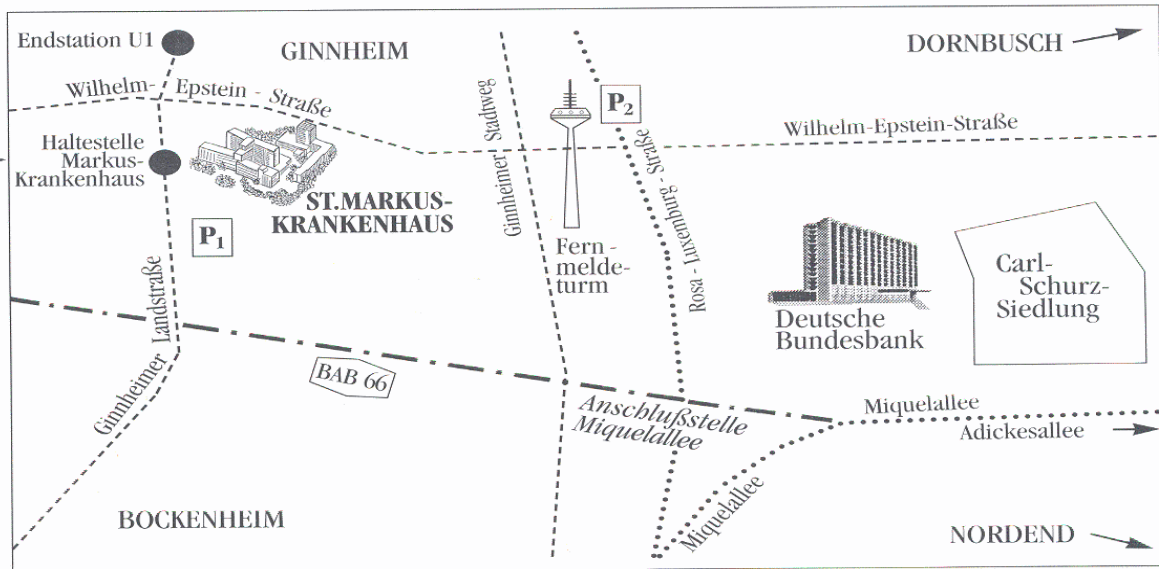 Endstation U1
GINNHEIM
DORNBUSCH
Wilhelm- Epstein - Straße
P2
Wilhelm-Epstein-Straße
Haltestelle
Markus-
Krankenhaus
ST.MARKUS-
KRANKENHAUS
P1
Ginnheimer Stadtweg
Fern-
melde-
turm
Rosa - Luxenburg - Straße
Deutsche
Bundesbank
Carl-
Schurz-
Siedlung
Ginnheimer Landstraße
BAB 66
Anschlußstelle
Miquelallee
Miquelallee
Adickesallee
Miquelallee
BOCKENHEIM
NORDEND